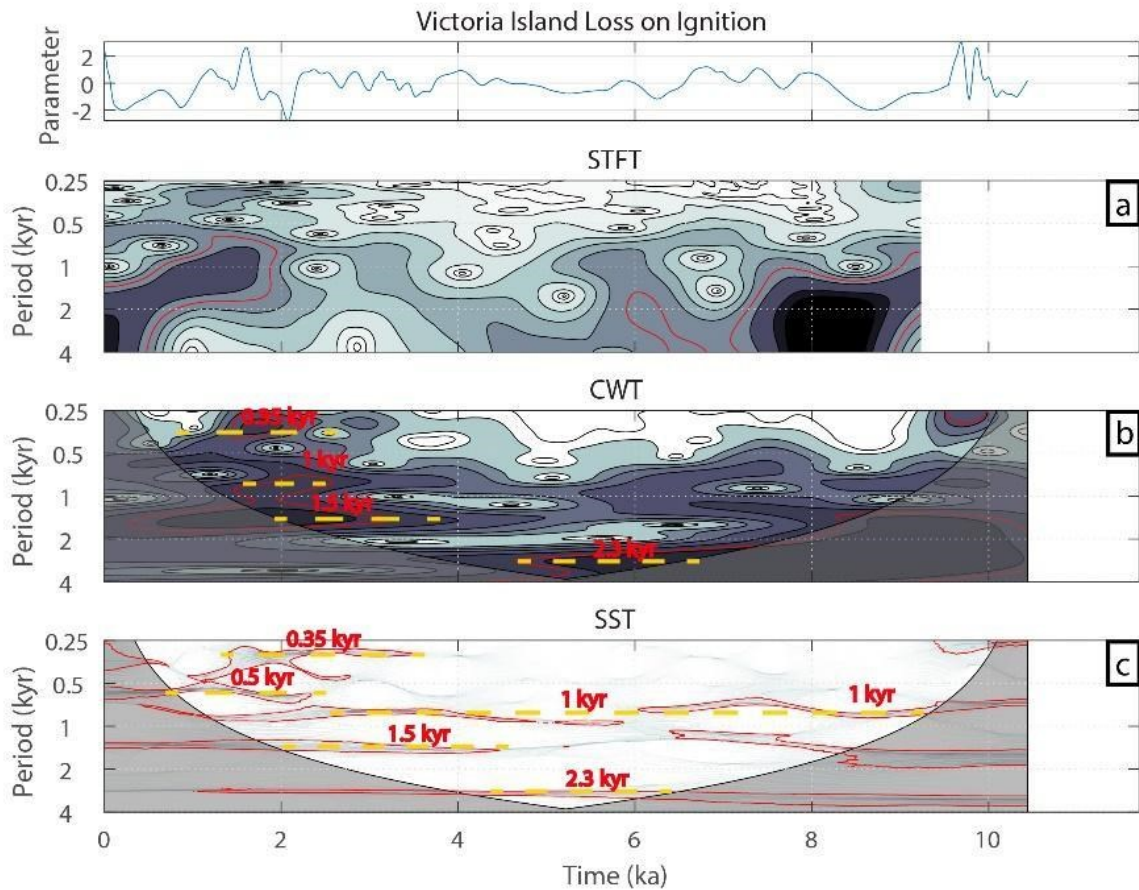 Victoria Island Loss on Ignition
Parameter
2
0
-2
STFT
a
Period (kyr)
0.25
0.5
1
2
4
CWT
b
Period (kyr)
0.25
0.5
1
2
4
0.35 kyr
1 kyr
1.5 kyr
2.3 kyr
SST
c
Period (kyr)
0.25
0.5
1
2
4
0.35 kyr
0.5 kyr
1 kyr
1 kyr
1.5 kyr
2.3 kyr
0 2 4 6 8 10
Time (ka)